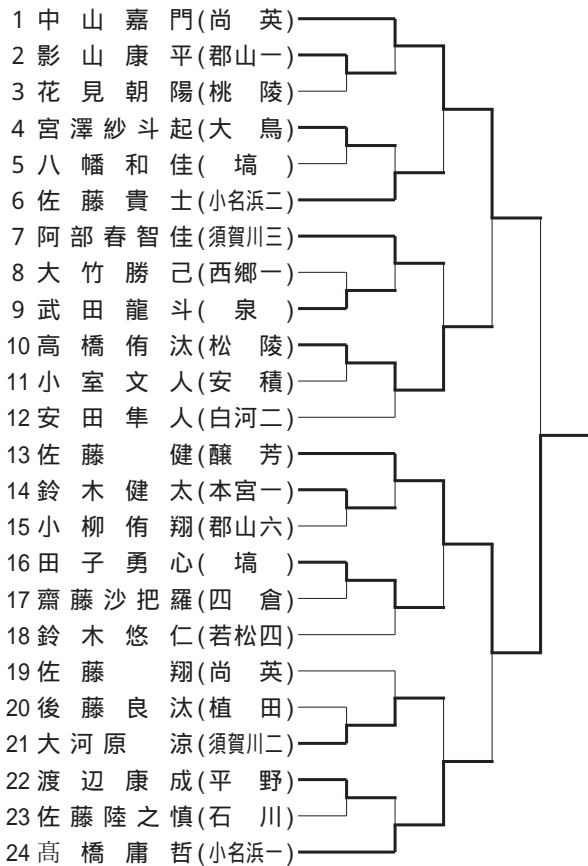 1 中山嘉門(尚英)
2 影山康平(郡山一)
3 花見朝陽(桃陵)
4 宮澤紗斗起(大鳥)
5 八幡和佳(塙)
6 佐藤貴士(小名浜二)
7 阿部春智佳(須賀川三)
8 大竹勝己(西郷一)
9 武田龍斗(泉)
10 高橋侑汰(松陵)
11 小室文人(安積)
12 安田隼人(白河二)
13 佐藤健(醸芳)
14 鈴木健太(本宮一)
15 小柳侑翔(郡山六)
16 田子勇心(塙)
17 齋藤沙把羅(四倉)
18 鈴木悠仁(若松四)
19 佐藤翔(尚英)
20 後藤良汰(植田)
21 大河原涼(須賀川二)
22 渡辺康成(平野)
23 佐藤陸之慎(石川)
24 髙橋庸哲(小名浜一)